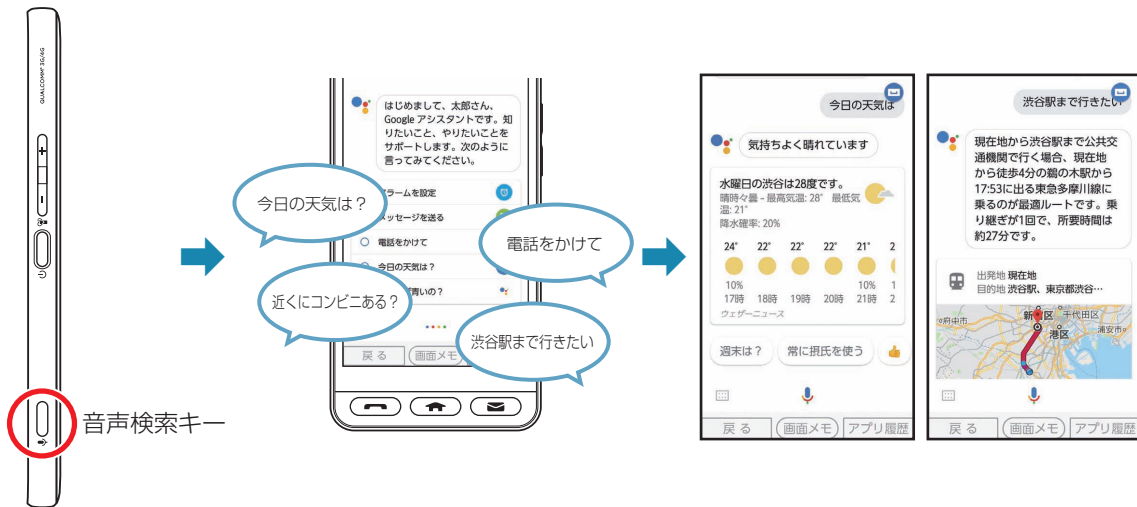 QUALCOMM 3G/4G
音声検索キー
はじめまして、太郎さん、
Google アシスタントです。知
りたいこと、やりたいことを
サポートします。次のように
言ってみてください。
ラームを設定
ッセージを送る
電話をかけて
今日の天気は？
青いの？
戻る
画面メモ
今日の天気は？
近くにコンビニある？
電話をかけて
渋谷駅まで行きたい
今日の天気は
気持ちよく晴れています
水曜日の渋谷は28度です。
晴時々曇 – 最高気温: 28° 最低気
温: 21°
降水確率: 20%
24° 22° 22° 22° 21° 2
10% 10% 1
17時 18時 19時 20時 21時 2
ウェザーニュース
週末は？ 常に摂氏を使う
戻る 画面メモ アプリ履歴
渋谷駅まで行きたい
現在地から渋谷駅まで公共交
通機関で行く場合、現在地
から徒歩4分の鵜の木駅から
17:53に出る東急多摩川線に
乗るのが最適ルートです。乗
り継ぎが1回で、所要時間は
約27分です。
出発地 現在地
目的地 渋谷駅、東京都渋谷…
府中市
新 区 千代田区
港区
浦安市
戻る 画面メモ アプリ履歴